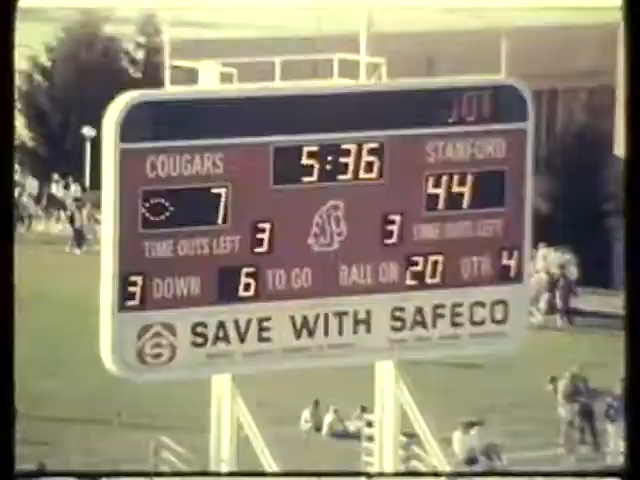 COUGARS 5:36 STANFORD
7 44
TIME OUTS LEFT 3 3 TIME OUTS LEFT
3 DOWN 6 TO GO BALL ON 20 QTR 4
SAVE WITH SAFECO